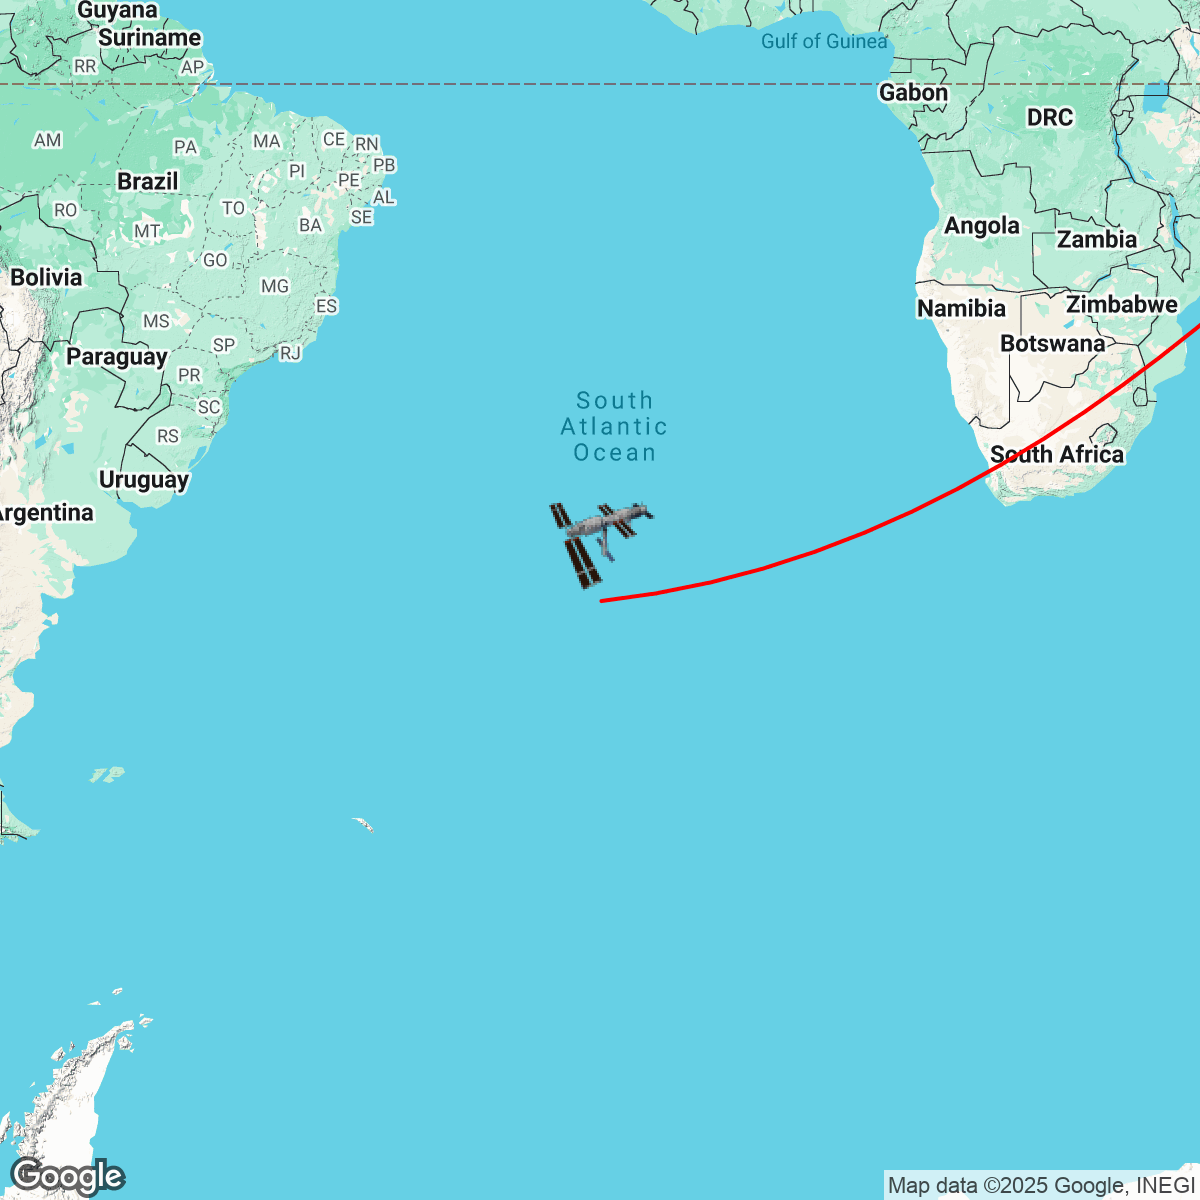 Guyana
Suriname
Gulf of Guinea
RR
AP
Gabon
DRC
AM
PA
MA
CE
RN
PI
PB
Brazil
PE
AL
RO
TO
SE
MT
BA
Angola
Zambia
GO
Bolivia
MG
ES
Namibia
Zimbabwe
MS
SP
RJ
Botswana
Paraguay
PR
SC
South
Atlantic
Ocean
RS
South Africa
Uruguay
Argentina
Google
Map data ©2025 Google, INEGI